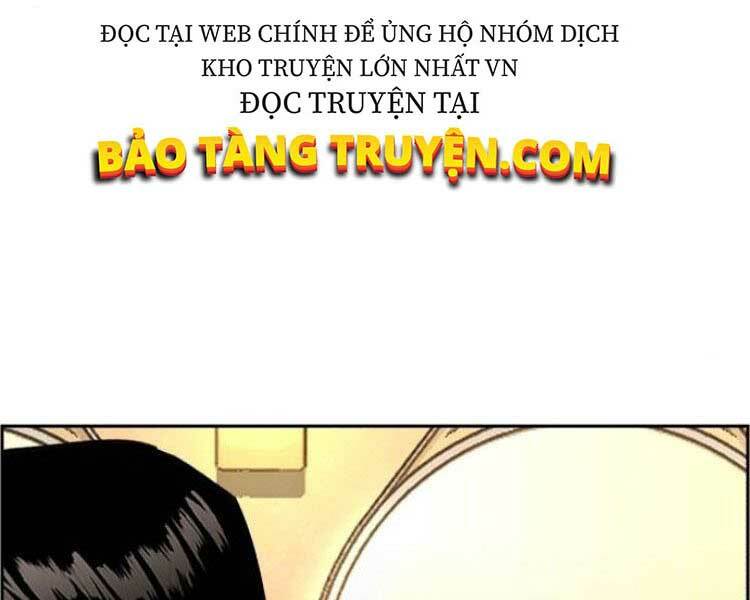 ĐỌC TẠI WEB CHÍNH ĐỂ ỦNG HỘ NHÓM DỊCH
KHO TRUYỆN LỚN NHẤT VN
ĐỌC TRUYỆN TẠI
BẢO TÀNG TRUYỆN.COM